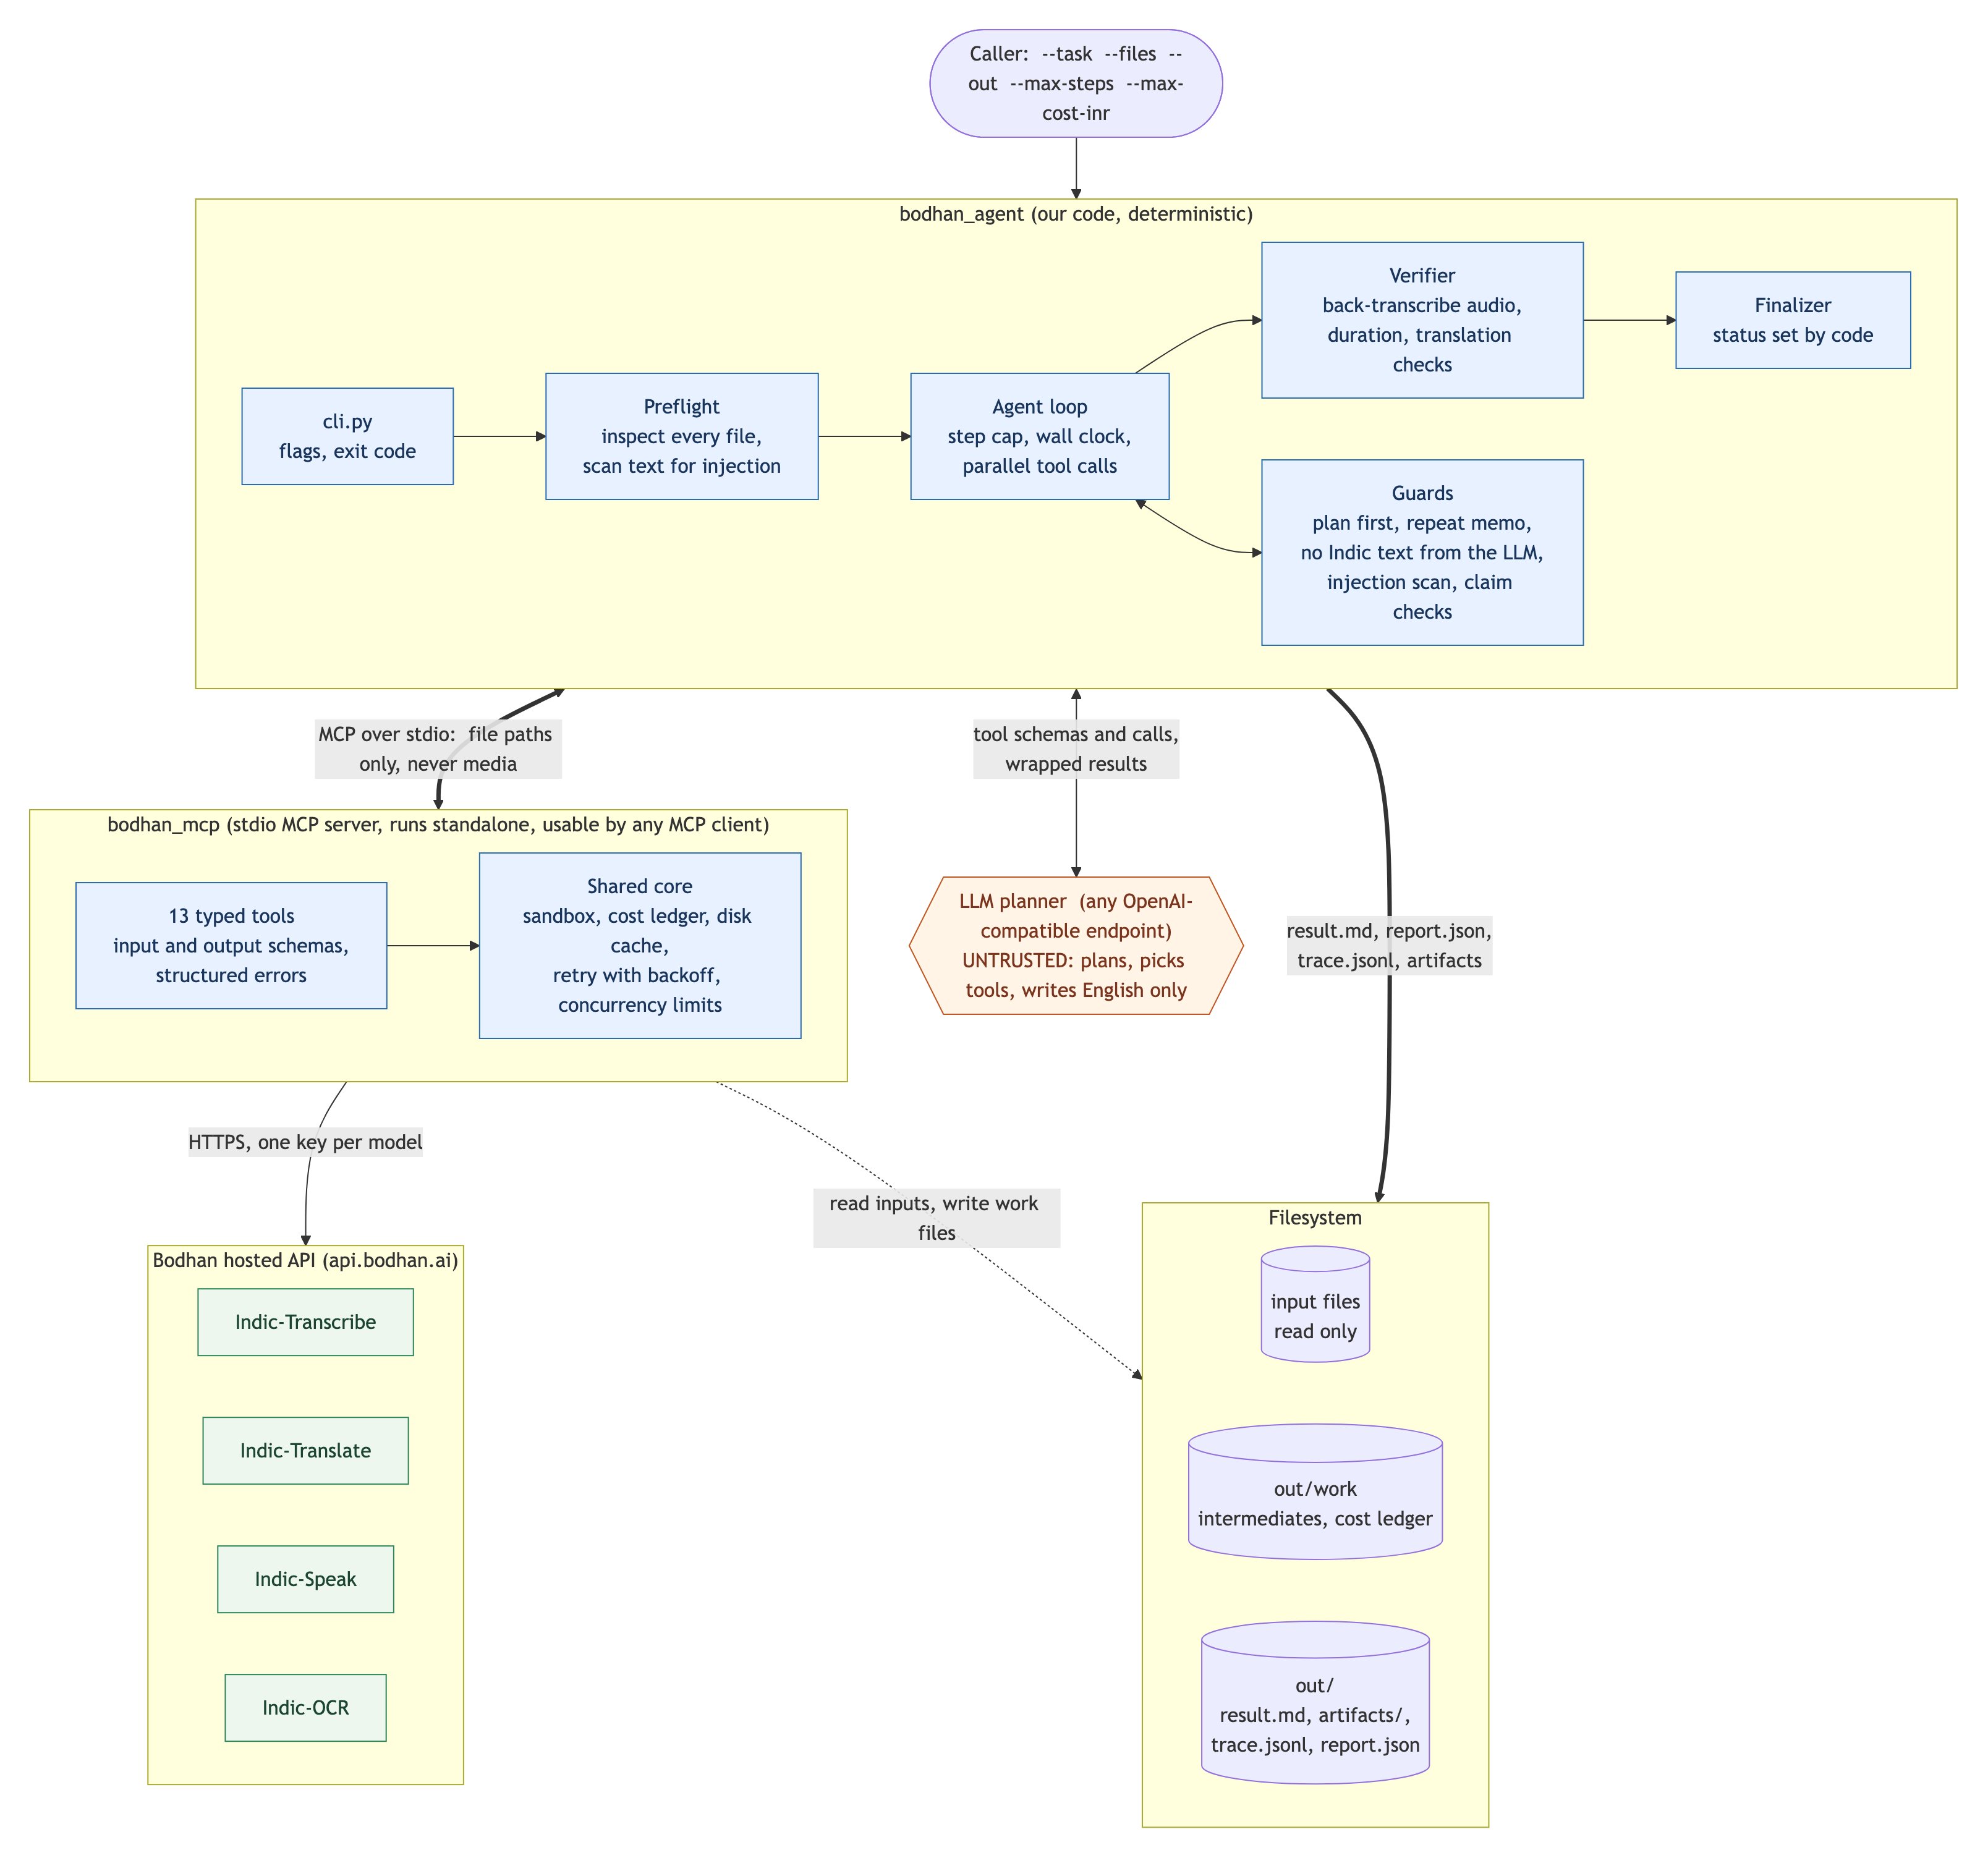 Caller:  --task  --files  --
out  --max-steps  --max-
cost-inr
bodhan_agent (our code, deterministic)
cli.py
flags, exit code
Preflight
inspect every file,
scan text for injection
Agent loop
step cap, wall clock,
parallel tool calls
Verifier
back-transcribe audio,
duration, translation
checks
Finalizer
status set by code
Guards
plan first, repeat memo,
no Indic text from the LLM,
injection scan, claim
checks
MCP over stdio:  file paths
only, never media
tool schemas and calls,
wrapped results
result.md, report.json,
trace.jsonl, artifacts
bodhan_mcp (stdio MCP server, runs standalone, usable by any MCP client)
13 typed tools
input and output schemas,
structured errors
Shared core
sandbox, cost ledger, disk
cache,
retry with backoff,
concurrency limits
LLM planner  (any OpenAI-
compatible endpoint)
UNTRUSTED: plans, picks
tools, writes English only
HTTPS, one key per model
read inputs, write work
files
Bodhan hosted API (api.bodhan.ai)
Indic-Transcribe
Indic-Translate
Indic-Speak
Indic-OCR
Filesystem
input files
read only
out/work
intermediates, cost ledger
out/
result.md, artifacts/,
trace.jsonl, report.json